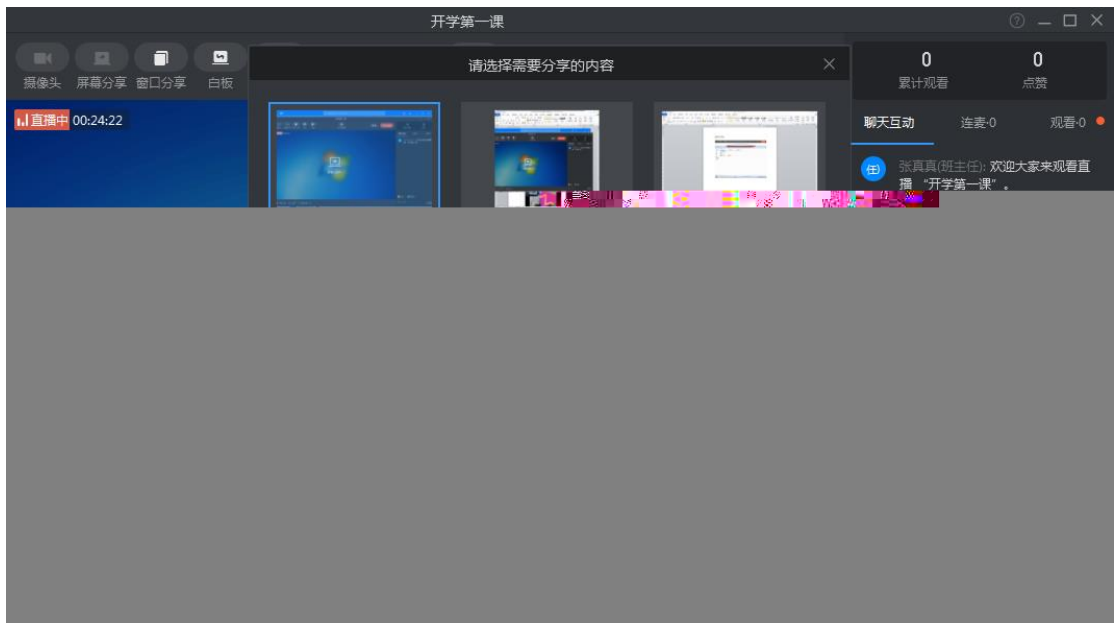 开学第一课
摄像头 屏幕分享 窗口分享 白板
请选择需要分享的内容
0 0
累计观看 点赞
直播中 00:24:22
聊天互动 连麦·0 观看·0
任 张真真(班主任): 欢迎大家来观看直
播 “开学第一课” 。